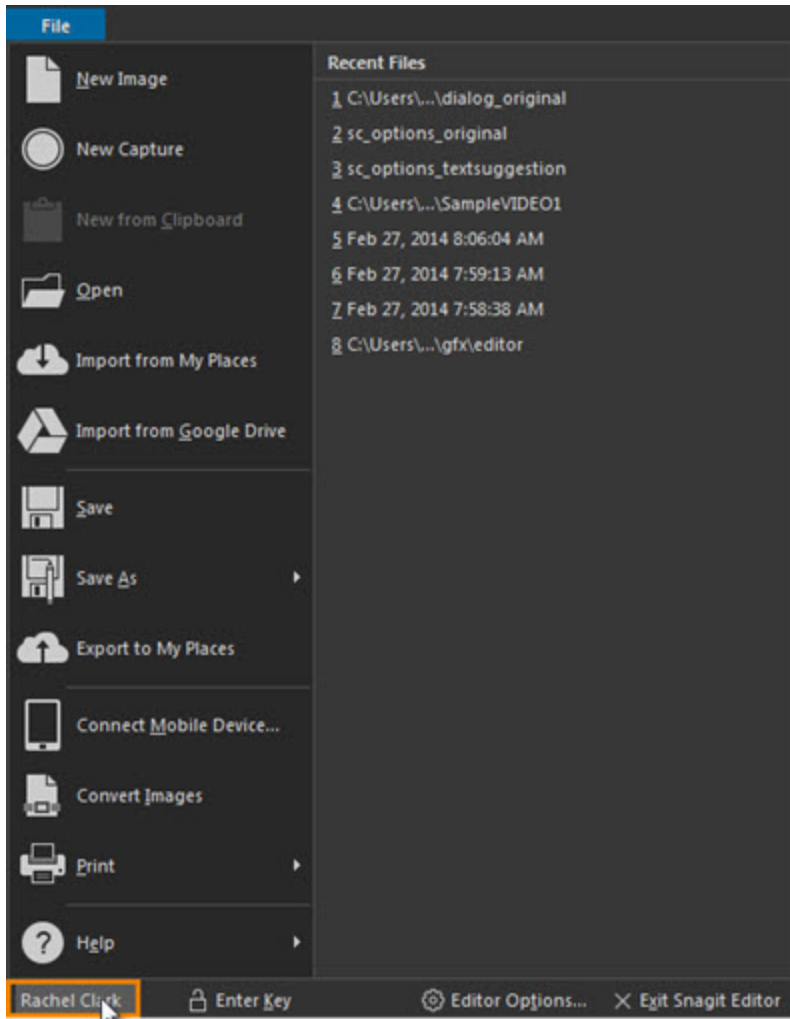 File
New Image
New Capture
New from Clipboard
Open
Import from My Places
Import from Google Drive
Save
Save As
Export to My Places
Connect Mobile Device...
Convert Images
Print
Help
Recent Files
1 C:\Users\...\dialog_original
2 sc_options_original
3 sc_options_textsuggestion
4 C:\Users\...\SampleVIDEO1
5 Feb 27, 2014 8:06:04 AM
6 Feb 27, 2014 7:59:13 AM
7 Feb 27, 2014 7:58:38 AM
8 C:\Users\...\gfx\editor
Rachel Clark Enter Key Editor Options... Exit Snagit Editor